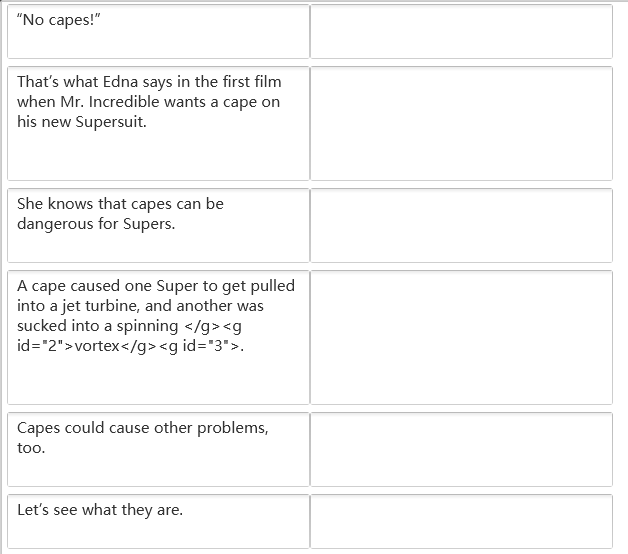 “No capes!”
That’s what Edna says in the first film
when Mr. Incredible wants a cape on
his new Supersuit.
She knows that capes can be
dangerous for Supers.
A cape caused one Super to get pulled
into a jet turbine, and another was
sucked into a spinning </g><g
id="2">vortex</g><g id="3">.
Capes could cause other problems,
too.
Let’s see what they are.